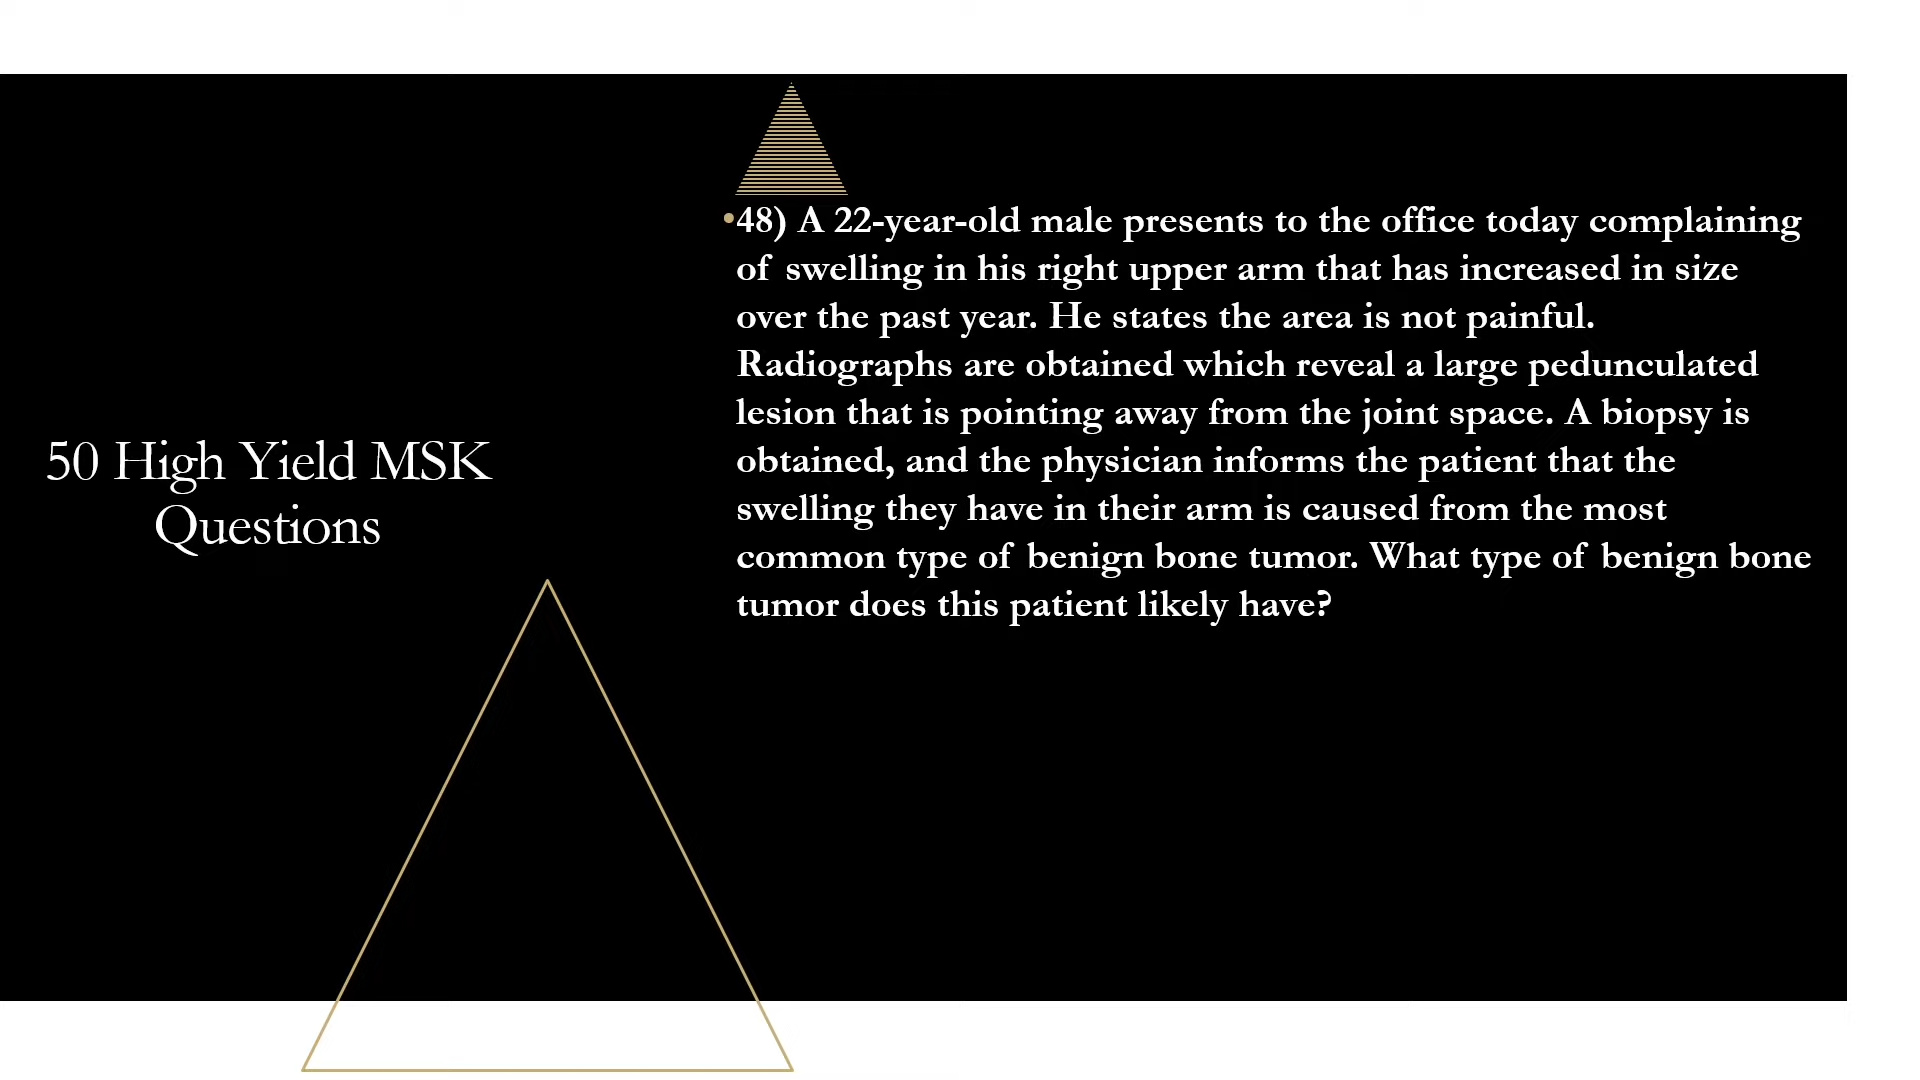 50 High Yield MSK
Questions
•48) A 22-year-old male presents to the office today complaining
of swelling in his right upper arm that has increased in size
over the past year. He states the area is not painful.
Radiographs are obtained which reveal a large pedunculated
lesion that is pointing away from the joint space. A biopsy is
obtained, and the physician informs the patient that the
swelling they have in their arm is caused from the most
common type of benign bone tumor. What type of benign bone
tumor does this patient likely have?